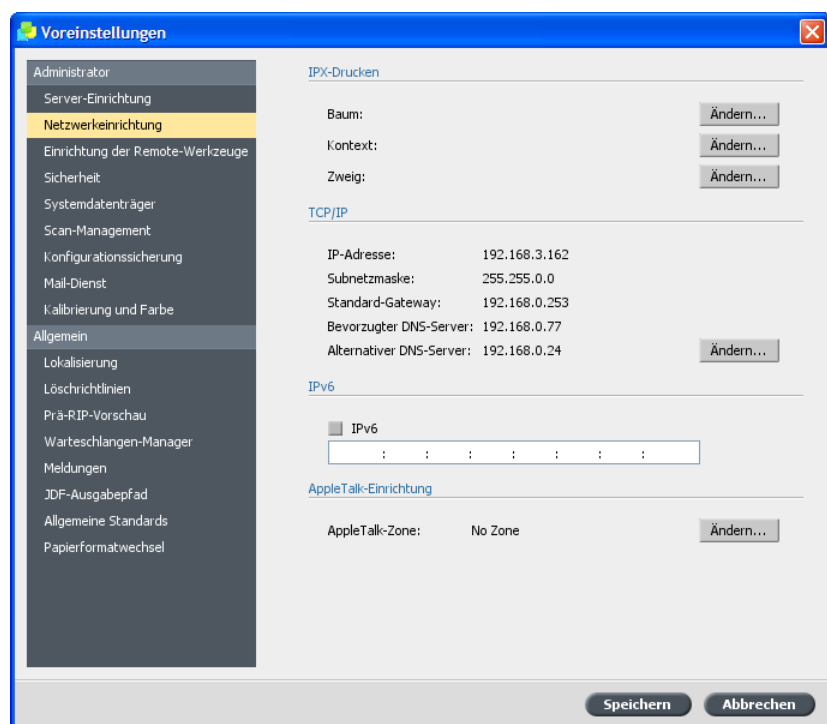 Voreinstellungen
Administrator
Server-Einrichtung
Netzwerkeinrichtung
Einrichtung der Remote-Werkzeuge
Sicherheit
Systemdatenträger
Scan-Management
Konfigurationssicherung
Mail-Dienst
Kalibrierung und Farbe
Allgemein
Lokalisierung
Löschrichtlinien
Prä-RIP-Vorschau
Warteschlangen-Manager
Meldungen
JDF-Ausgabepfad
Allgemeine Standards
Papierformatwechsel
IPX-Drucken
Baum: Ändern...
Kontext: Ändern...
Zweig: Ändern...
TCP/IP
IP-Adresse: 192.168.3.162
Subnetzmaske: 255.255.0.0
Standard-Gateway: 192.168.0.253
Bevorzugter DNS-Server: 192.168.0.77
Alternativer DNS-Server: 192.168.0.24 Ändern...
IPv6
IPv6
: : : : : : :
AppleTalk-Einrichtung
AppleTalk-Zone: No Zone Ändern...
Speichern Abbrechen